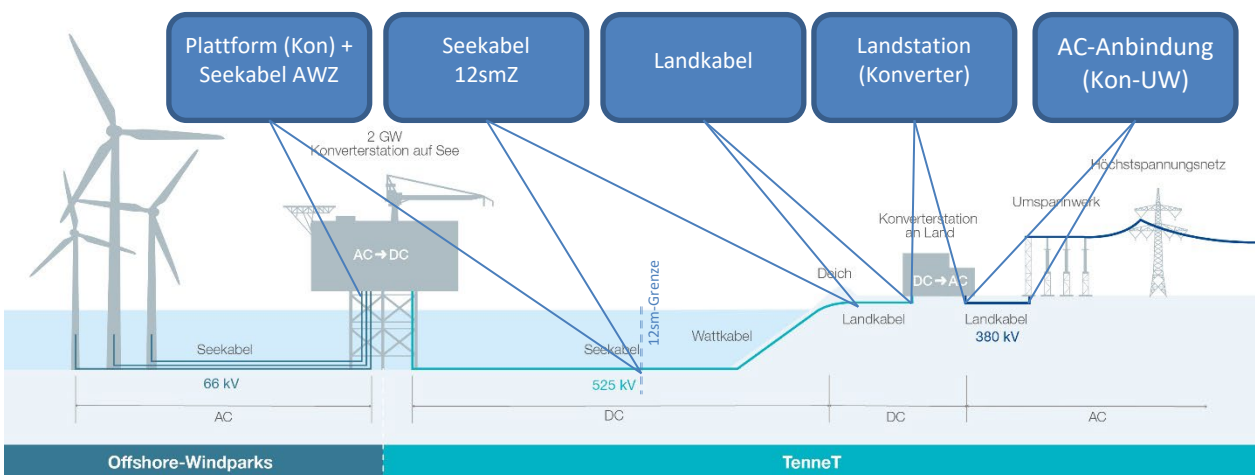 Plattform (Kon) +
Seekabel AWZ
Seekabel
12smZ
Landkabel
Landstation
(Konverter)
AC-Anbindung
(Kon-UW)
2 GW
Konverterstation auf See
Höchstspannungsnetz
Umspannwerk
Konverterstation
an Land
Deich
AC➔DC
DC➔AC
12sm-Grenze
Landkabel
Landkabel
380 kV
Wattkabel
Seekabel
Seekabel
66 kV
525 kV
AC
DC
DC
AC
Offshore-Windparks
TenneT